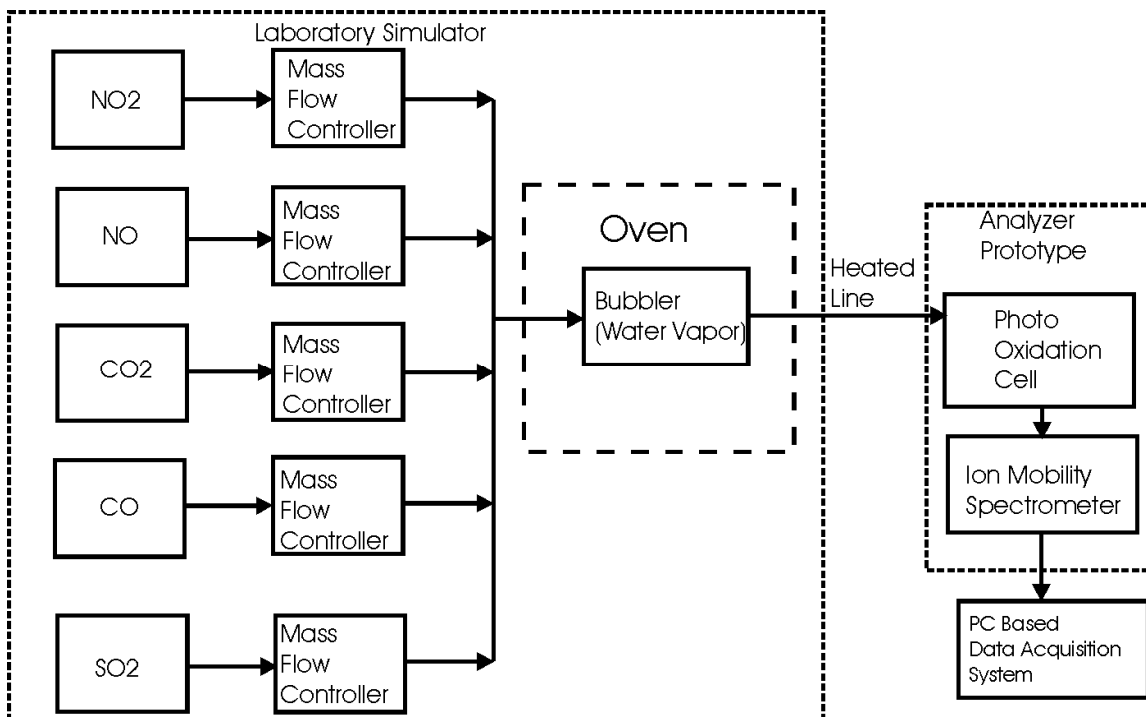 Laboratory Simulator
NO2
Mass
Flow
Controller
NO
Mass
Flow
Controller
CO2
Mass
Flow
Controller
CO
Mass
Flow
Controller
SO2
Mass
Flow
Controller
Oven
Bubbler
(Water Vapor)
Heated
Line
Analyzer
Prototype
Photo
Oxidation
Cell
Ion Mobility
Spectrometer
PC Based
Data Acquisition
System